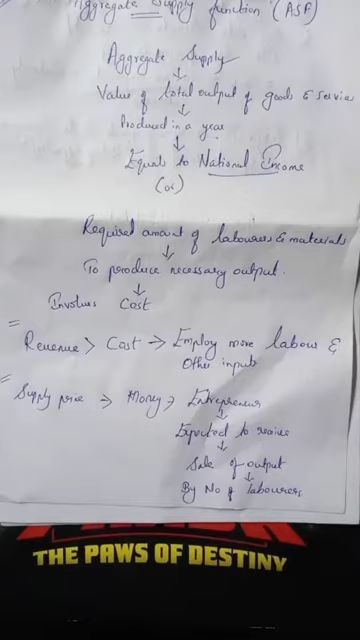 Aggregate Supply function. (ASF)
Aggregate Supply
↓
Value of total output of goods & service
↓
Produced in a year
↓
Equals to National Income
(or)
Required amount of labourers & materials
↓
To produce necessary output.
↓
Involves Cost
= Revenue > Cost → Employ more labour &
Other inputs
= Supply price → Money → Entrepreneur
↓
Expected to receive
↓
Sale of output
↓
By No of labourers
THE PAWS OF DESTINY